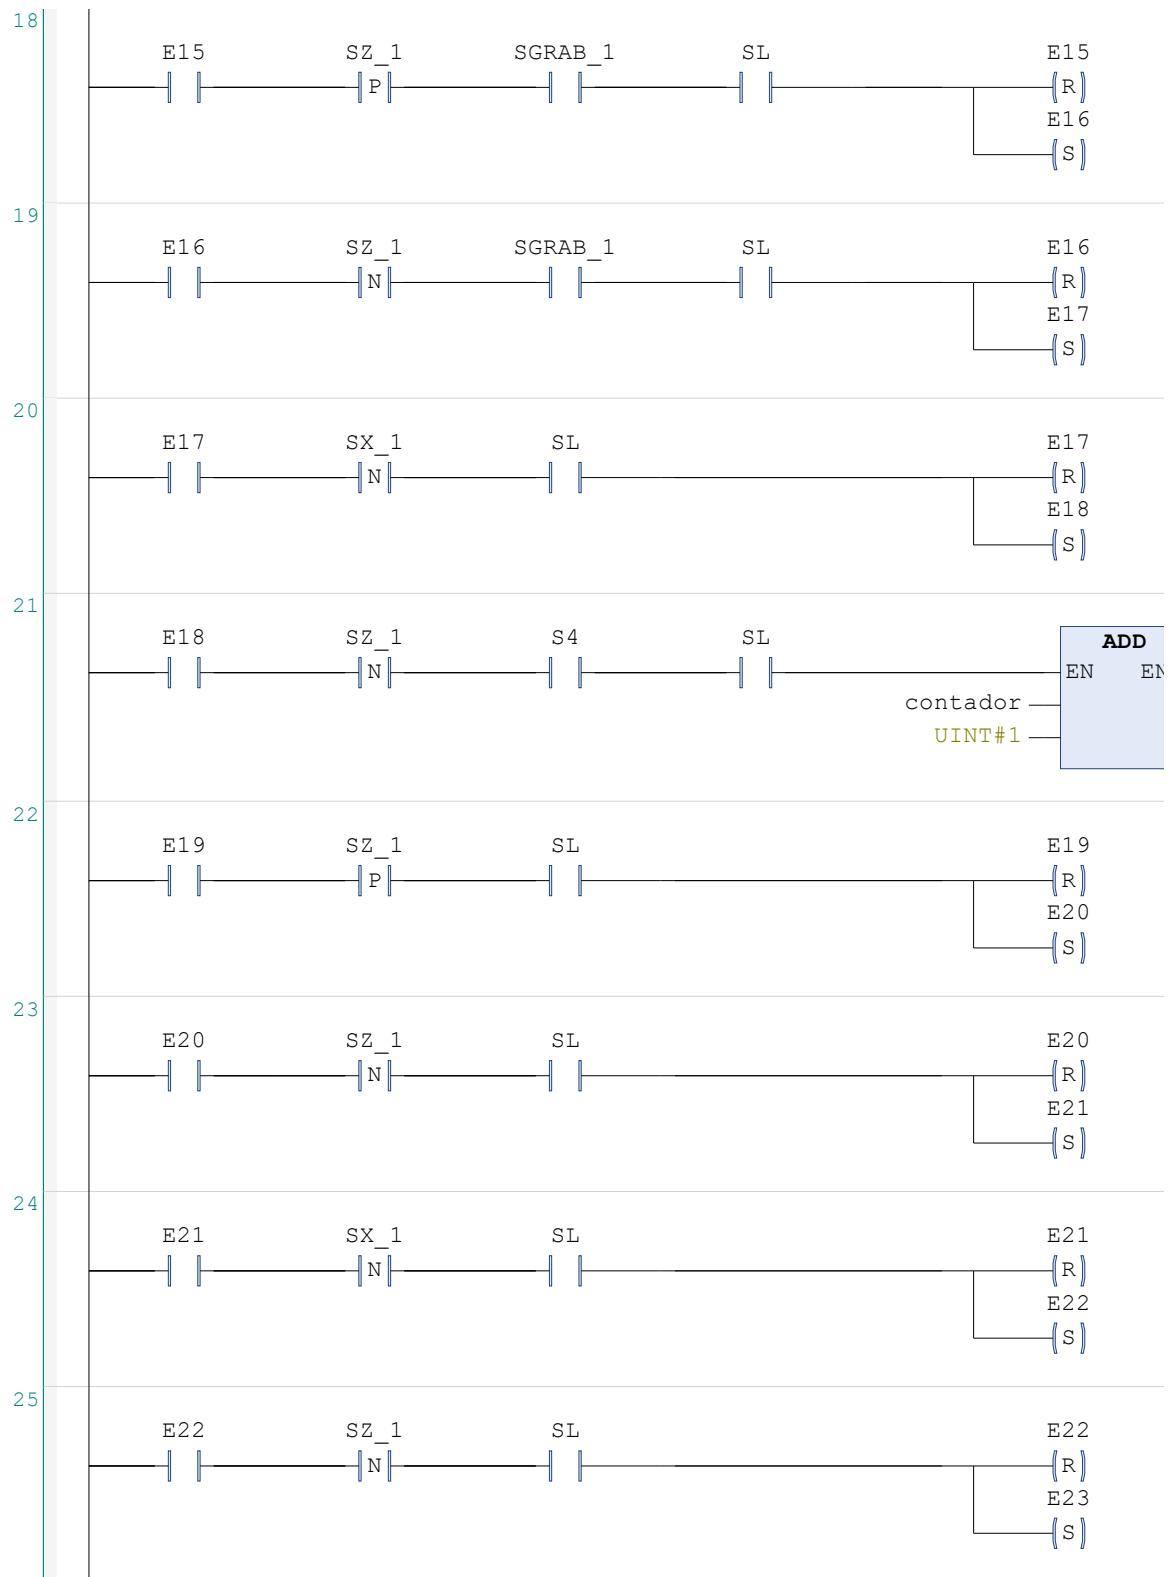 18
E15 SZ_1 SGRAB_1 SL E15
P R
E16
S
19
E16 SZ_1 SGRAB_1 SL E16
N R
E17
S
20
E17 SX_1 SL E17
N R
E18
S
21
E18 SZ_1 S4 SL ADD
N EN EN
contador
UINT#1
22
E19 SZ_1 SL E19
P R
E20
S
23
E20 SZ_1 SL E20
N R
E21
S
24
E21 SX_1 SL E21
N R
E22
S
25
E22 SZ_1 SL E22
N R
E23
S